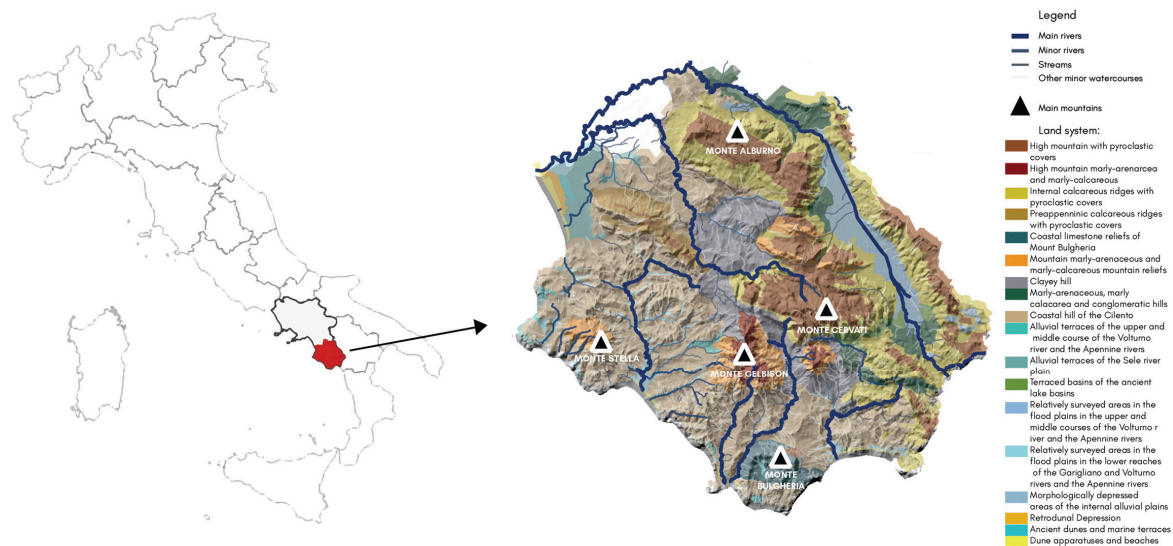 Legend
Main rivers
Minor rivers
Streams
Other minor watercourses
Main mountains
Land system:
High mountain with pyroclastic
covers
High mountain marly-arenarcea
and marly-calcareous
Internal calcareous ridges with
pyroclastic covers
Preappenninic calcareous ridges
with pyroclastic covers
Coastal limestone reliefs of
Mount Bulgheria
Mountain marly-arenaceous and
marly-calcareous mountain reliefs
Clayey hill
Marly-arenaceous, marly
calacarea and conglomeratic hills
Coastal hill of the Cilento
Alluvial terraces of the upper and
middle course of the Volturno
river and the Apennine rivers
Alluvial terraces of the Sele river
plain
Terraced basins of the ancient
lake basins
Relatively surveyed areas in the
flood plains in the upper and
middle courses of the Volturno r
iver and the Apennine rivers
Relatively surveyed areas in the
flood plains in the lower reaches
of the Garigliano and Volturno
rivers and the Apennine rivers
Morphologically depressed
areas of the internal alluvial plains
Retrodunal Depression
Ancient dunes and marine terraces
Dune apparatuses and beaches
MONTE ALBURNO
MONTE CERVATI
MONTE STELLA
MONTE GELBISON
MONTE
BULGHERIA